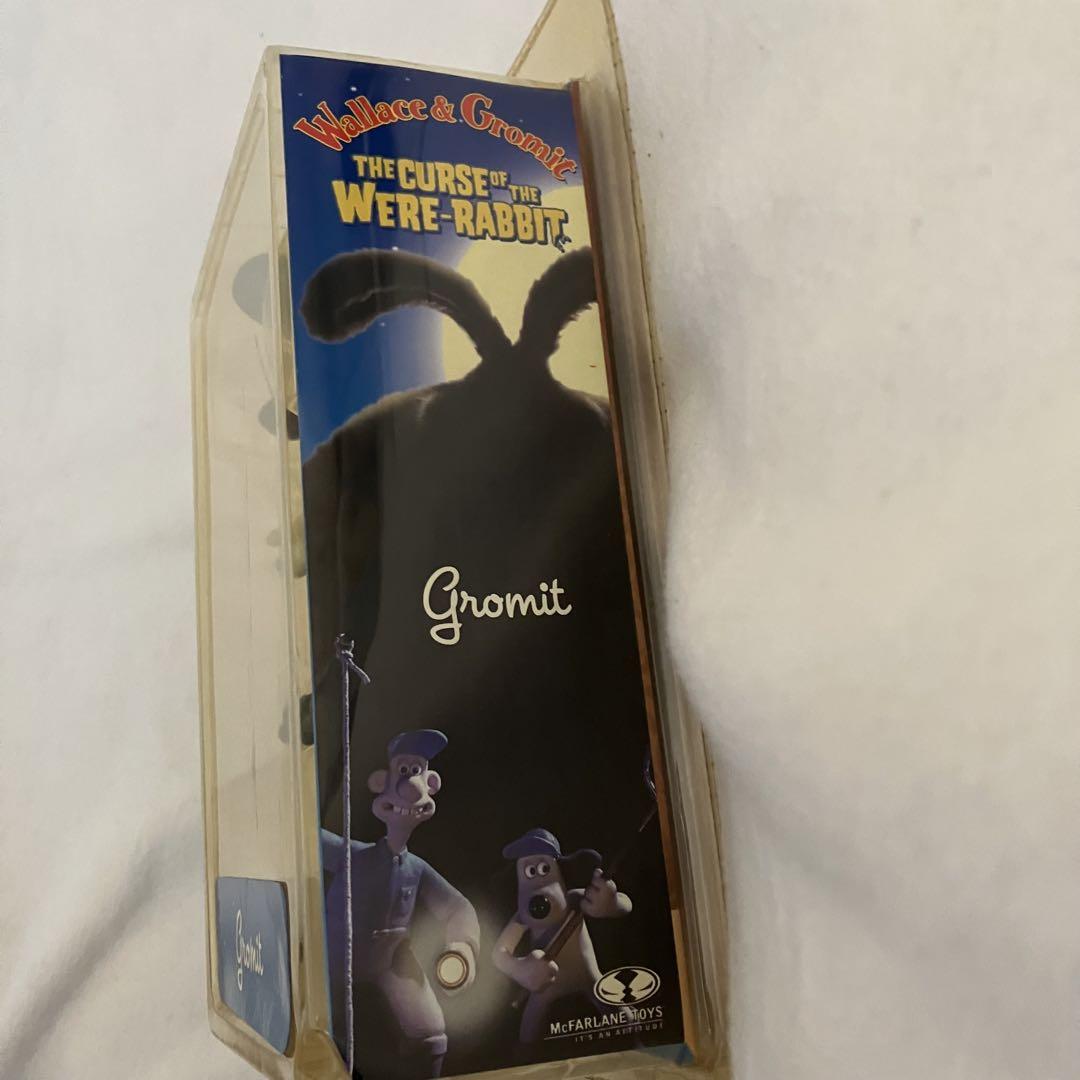 Wallace & Gromit
THE CURSE OF THE
WERE-RABBIT
Gromit
Gromit
McFARLANE TOYS
IT'S AN ATTITUDE